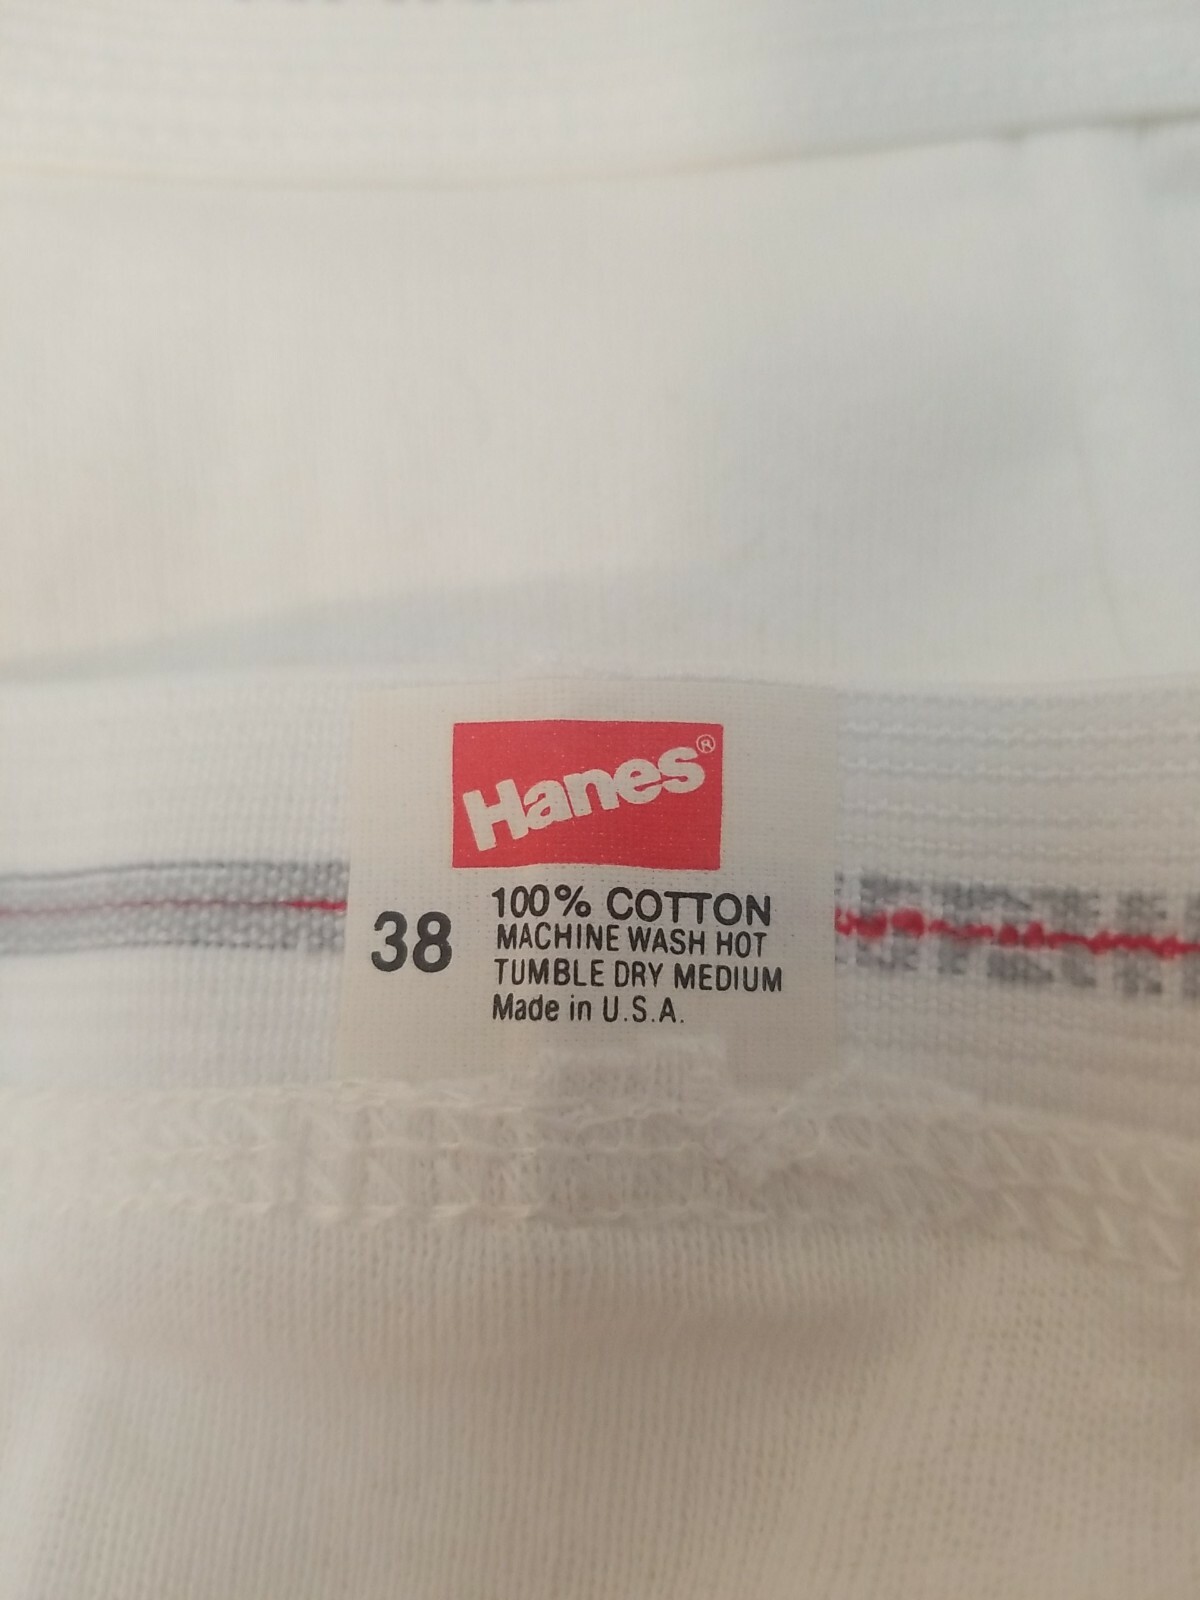 Hanes®
38
100% COTTON
MACHINE WASH HOT
TUMBLE DRY MEDIUM
Made in U.S.A.